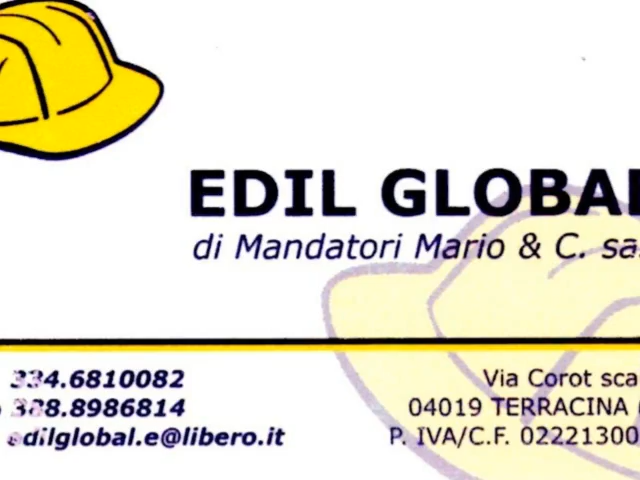 EDIL GLOBAL
di Mandatori Mario & C. sas
334.6810082
388.8986814
edilglobal.e@libero.it
Via Corot sca
04019 TERRACINA
P. IVA/C.F. 02221300